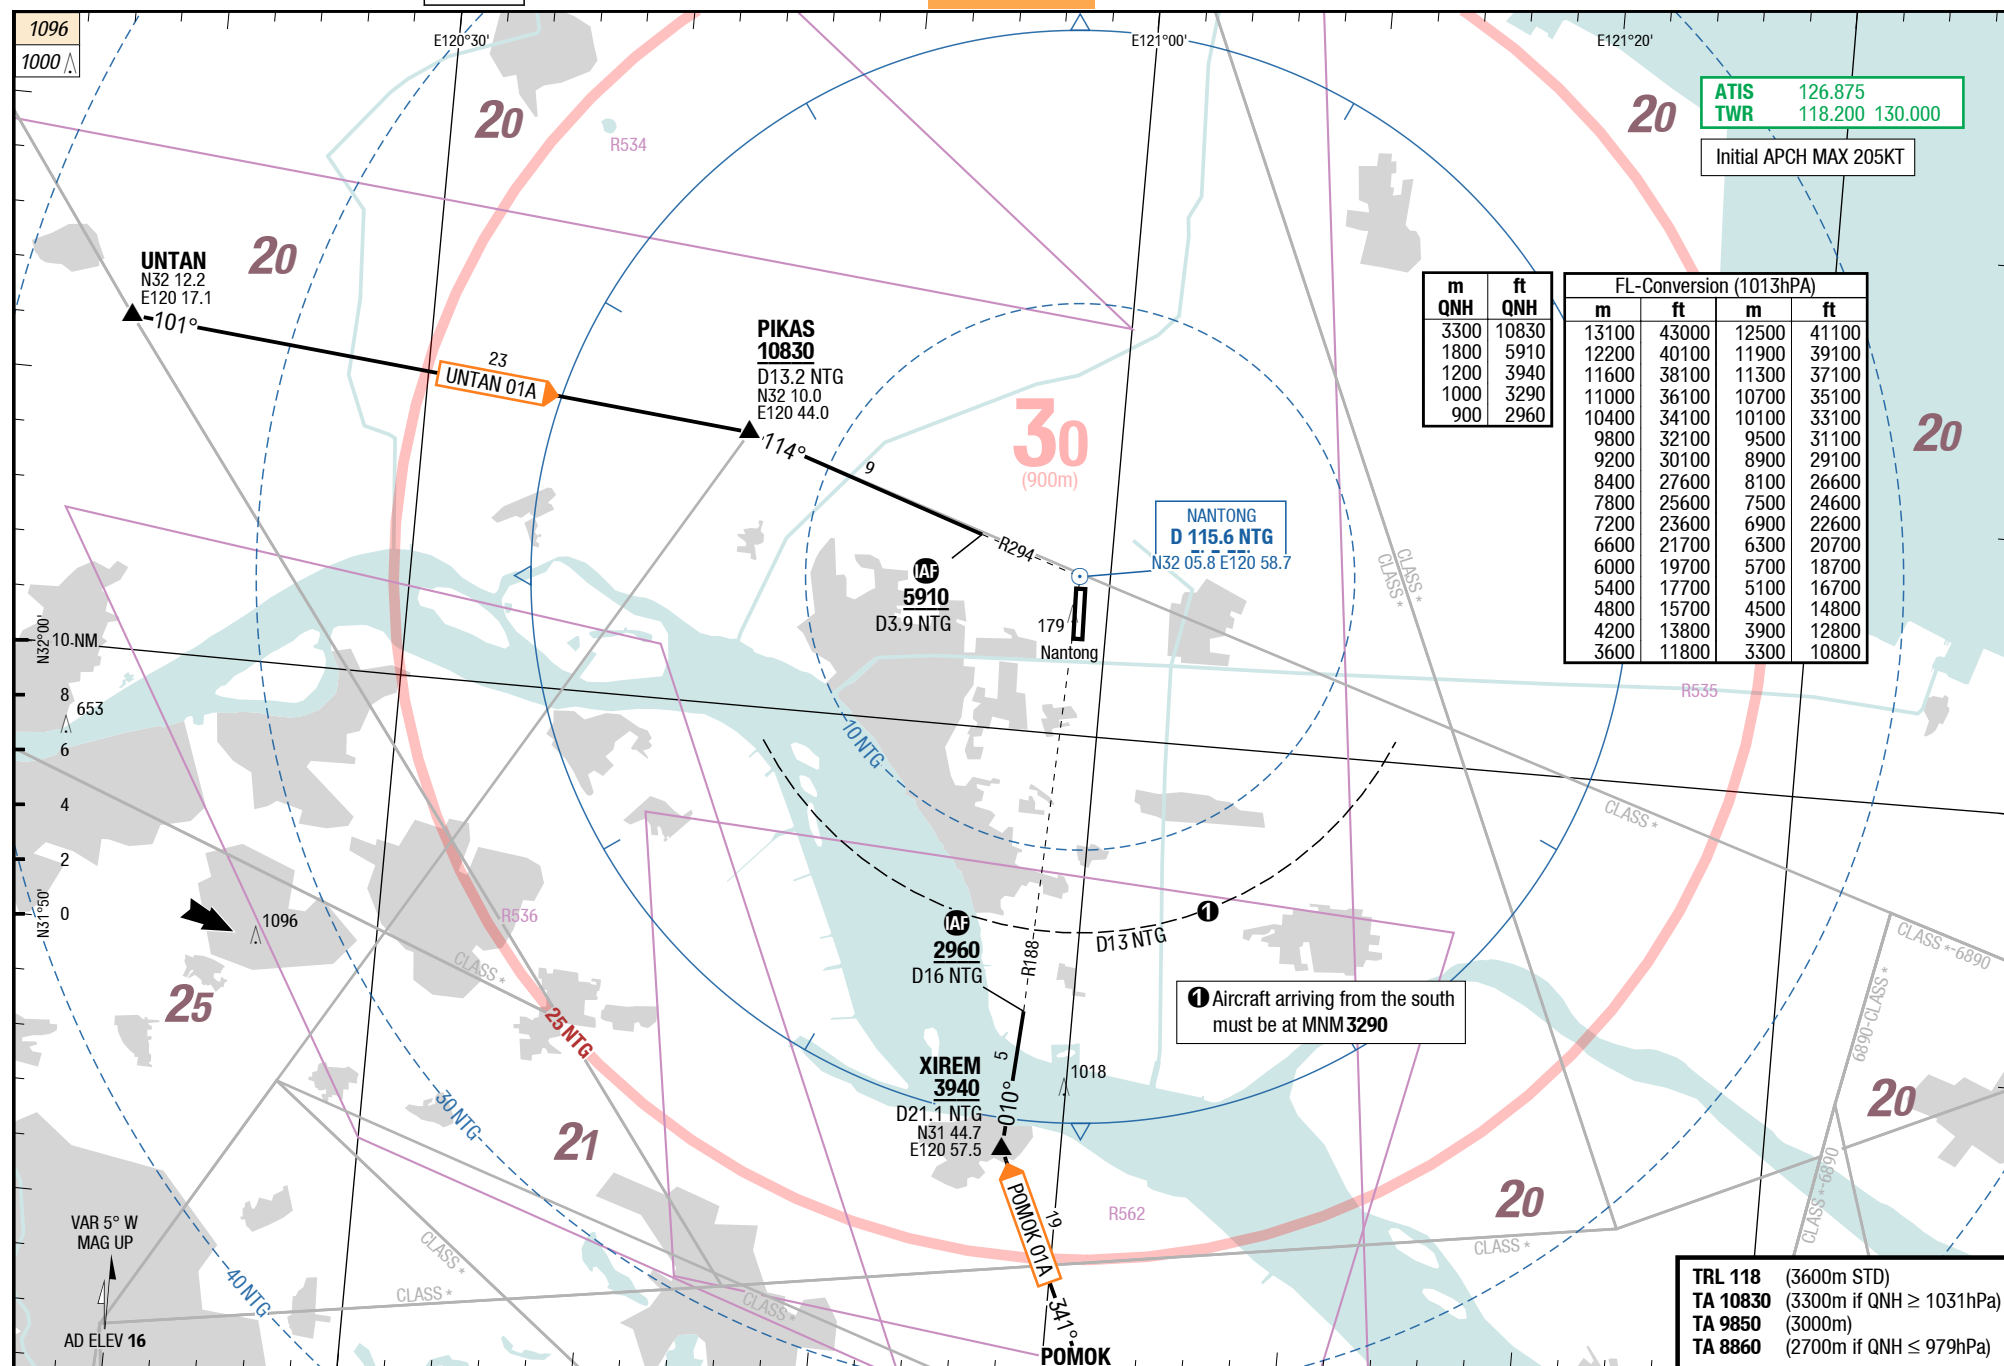 1096
1000
E120°30'
E121°00'
E121°20'
20
20
20
R534
ATIS 126.875
TWR 118.200 130.000
Initial APCH MAX 205KT
UNTAN
N32 12.2
E120 17.1
101°
23
UNTAN 01A
PIKAS
10830
D13.2 NTG
N32 10.0
E120 44.0
114°
9
30
(900m)
m ft
QNH QNH
3300 10830
1800 5910
1200 3940
1000 3290
900 2960
FL-Conversion (1013hPA)
m ft m ft
13100 43000 12500 41100
12200 40100 11900 39100
11600 38100 11300 37100
11000 36100 10700 35100
10400 34100 10100 33100
9800 32100 9500 31100
9200 30100 8900 29100
8400 27600 8100 26600
7800 25600 7500 24600
7200 23600 6900 22600
6600 21700 6300 20700
6000 19700 5700 18700
5400 17700 5100 16700
4800 15700 4500 14800
4200 13800 3900 12800
3600 11800 3300 10800
20
NANTONG
D 115.6 NTG
N32 05.8 E120 58.7
R294
IAF
5910
D3.9 NTG
179
Nantong
CLASS *
CLASS *
N32°00'
10 NM
8
6
4
2
0
653
N31°50'
R535
10 NTG
CLASS *
R536
1096
CLASS *
25
25 NTG
IAF
2960
D16 NTG
R188
D13 NTG
1
1 Aircraft arriving from the south
must be at MNM 3290
CLASS *-6890
6890-CLASS *
XIREM
3940
D21.1 NTG
N31 44.7
E120 57.5
5
010°
1018
30 NTG
21
20
20
R562
CLASS *-6890
CLASS *
19
POMOK 01A
341°
POMOK
VAR 5° W
MAG UP
AD ELEV 16
40 NTG
CLASS *
CLASS *
CLASS *
TRL 118 (3600m STD)
TA 10830 (3300m if QNH ≥ 1031hPa)
TA 9850 (3000m)
TA 8860 (2700m if QNH ≤ 979hPa)